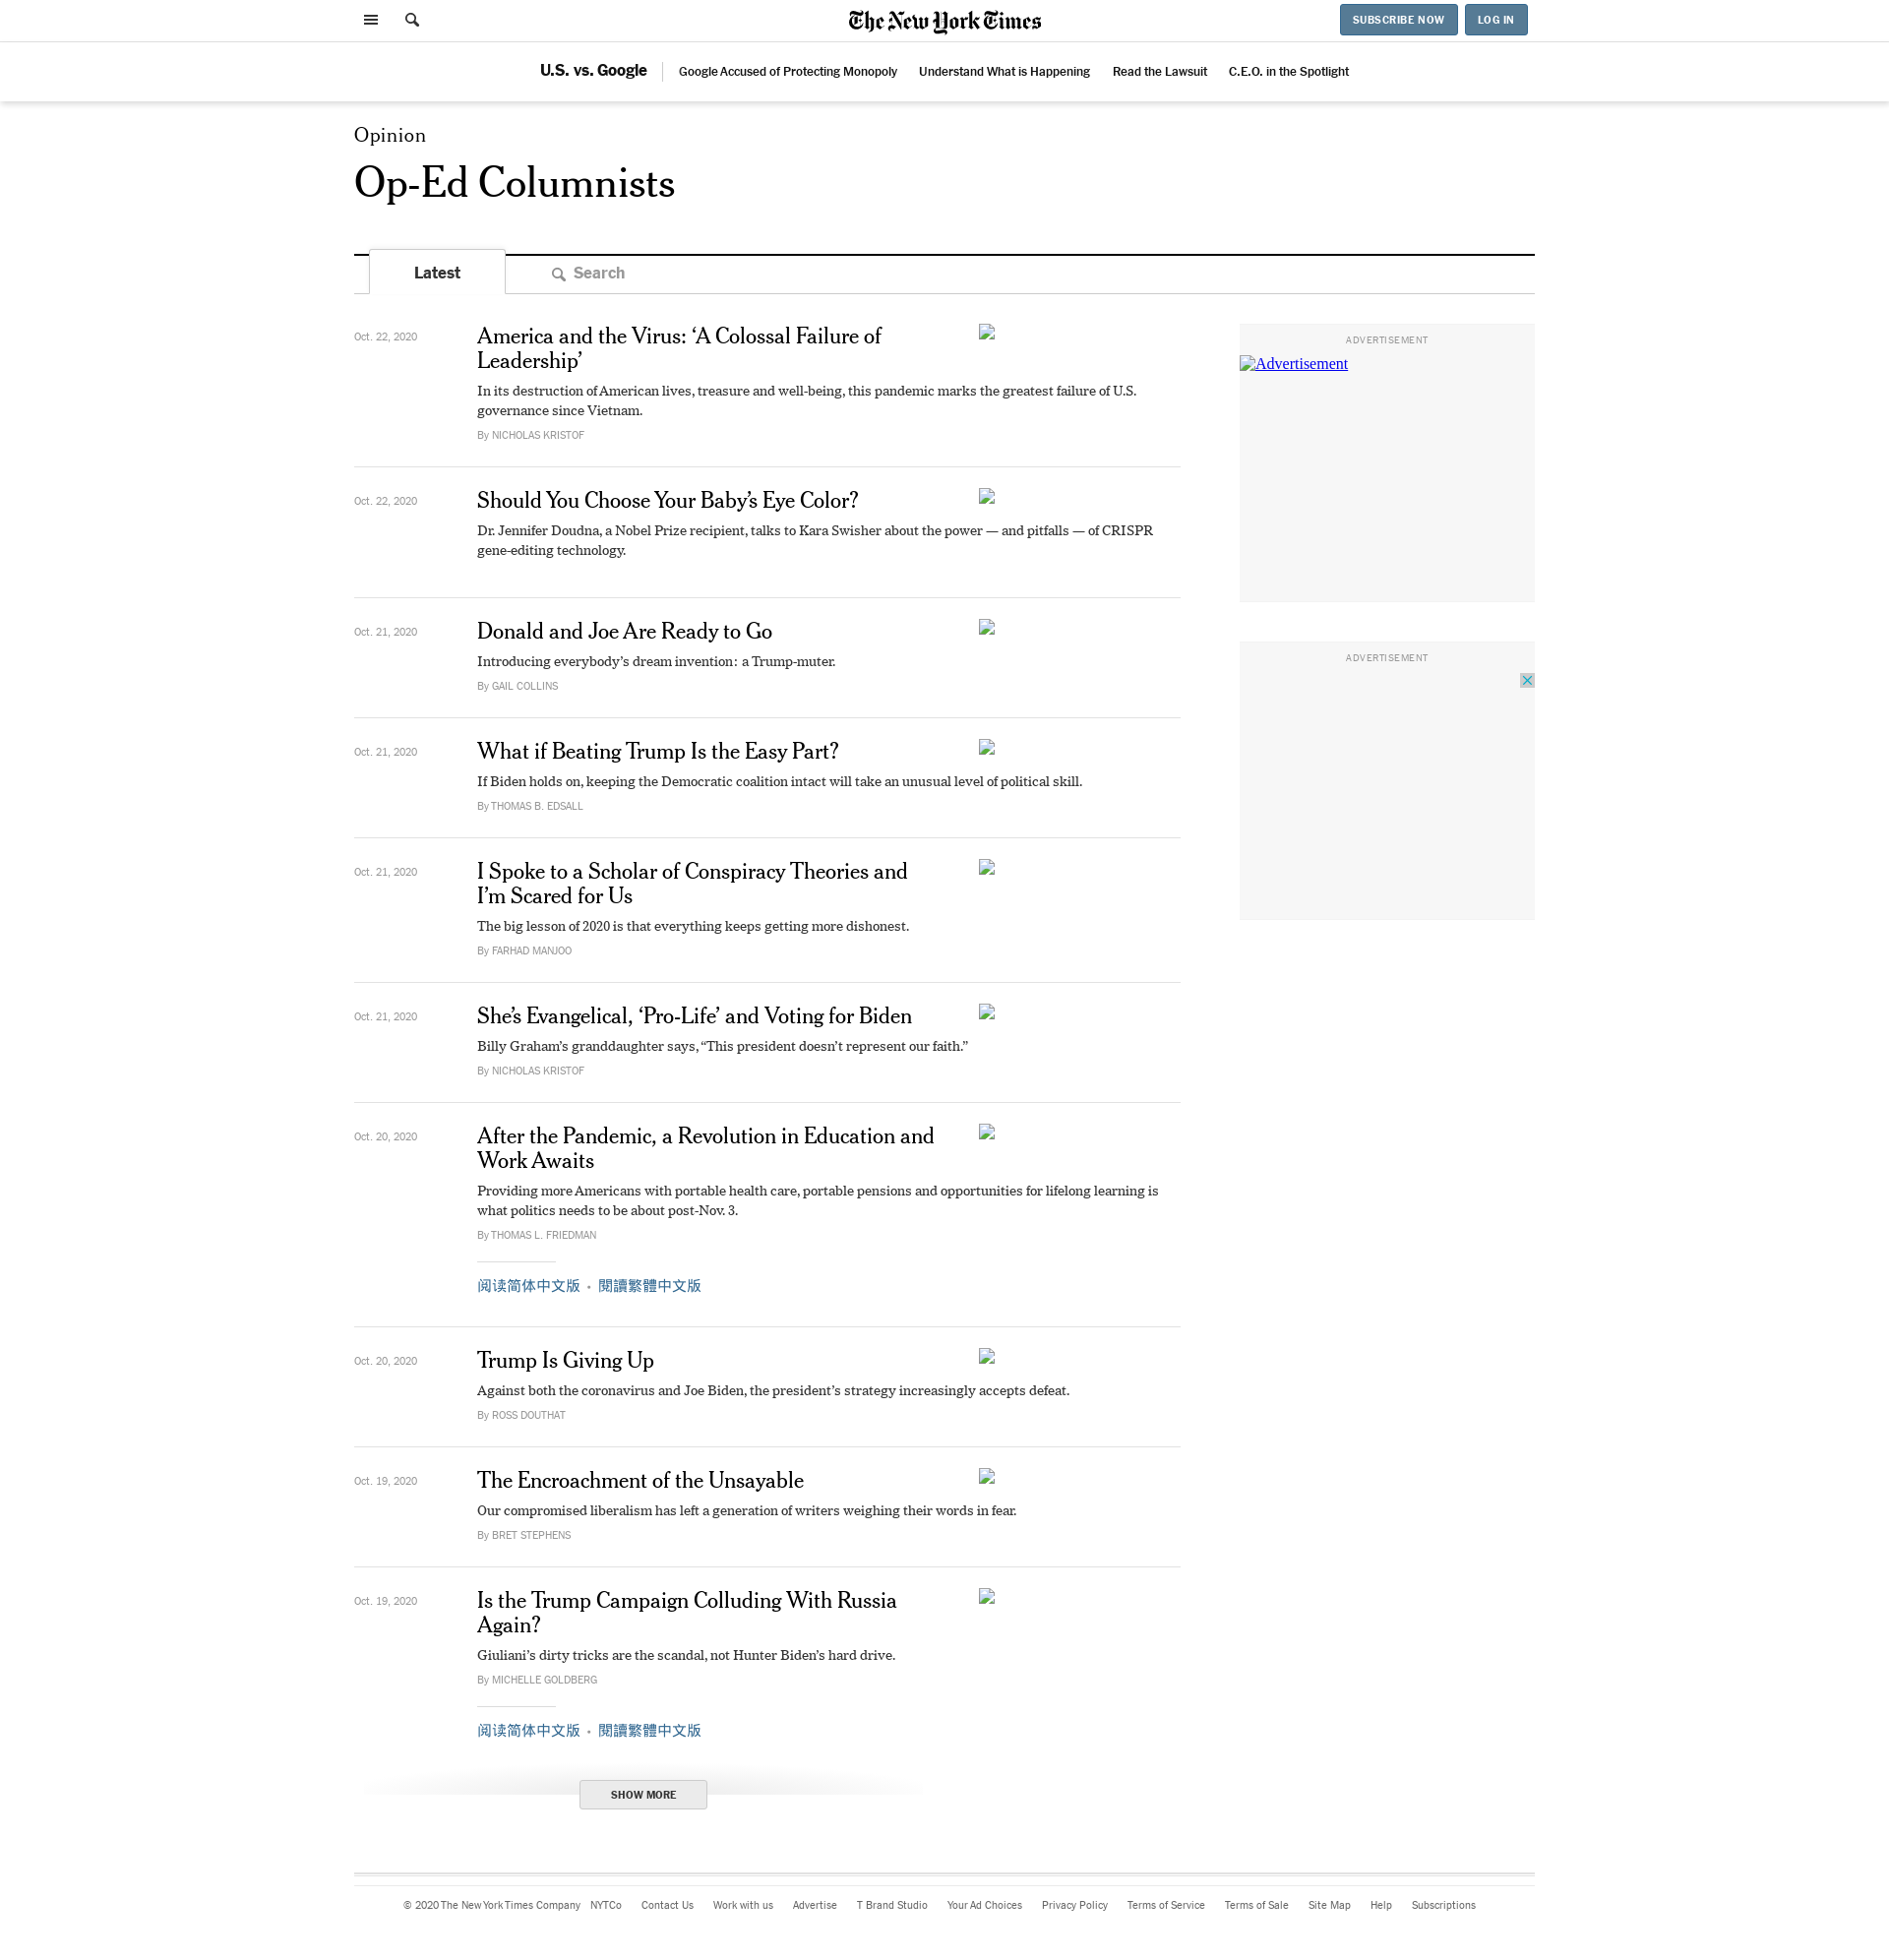 The New York Times
SUBSCRIBE NOW
LOG IN
U.S. vs. Google
Google Accused of Protecting Monopoly
Understand What is Happening
Read the Lawsuit
C.E.O. in the Spotlight
Opinion
Op-Ed Columnists
Latest
Search
Oct. 22, 2020
America and the Virus: ‘A Colossal Failure of
Leadership’
In its destruction of American lives, treasure and well-being, this pandemic marks the greatest failure of U.S.
governance since Vietnam.
By NICHOLAS KRISTOF
ADVERTISEMENT
Advertisement
Oct. 22, 2020
Should You Choose Your Baby’s Eye Color?
Dr. Jennifer Doudna, a Nobel Prize recipient, talks to Kara Swisher about the power — and pitfalls — of CRISPR
gene-editing technology.
Oct. 21, 2020
Donald and Joe Are Ready to Go
Introducing everybody’s dream invention: a Trump-muter.
By GAIL COLLINS
ADVERTISEMENT
Oct. 21, 2020
What if Beating Trump Is the Easy Part?
If Biden holds on, keeping the Democratic coalition intact will take an unusual level of political skill.
By THOMAS B. EDSALL
Oct. 21, 2020
I Spoke to a Scholar of Conspiracy Theories and
I’m Scared for Us
The big lesson of 2020 is that everything keeps getting more dishonest.
By FARHAD MANJOO
Oct. 21, 2020
She’s Evangelical, ‘Pro-Life’ and Voting for Biden
Billy Graham’s granddaughter says, “This president doesn’t represent our faith.”
By NICHOLAS KRISTOF
Oct. 20, 2020
After the Pandemic, a Revolution in Education and
Work Awaits
Providing more Americans with portable health care, portable pensions and opportunities for lifelong learning is
what politics needs to be about post-Nov. 3.
By THOMAS L. FRIEDMAN
阅读简体中文版 • 閱讀繁體中文版
Oct. 20, 2020
Trump Is Giving Up
Against both the coronavirus and Joe Biden, the president’s strategy increasingly accepts defeat.
By ROSS DOUTHAT
Oct. 19, 2020
The Encroachment of the Unsayable
Our compromised liberalism has left a generation of writers weighing their words in fear.
By BRET STEPHENS
Oct. 19, 2020
Is the Trump Campaign Colluding With Russia
Again?
Giuliani’s dirty tricks are the scandal, not Hunter Biden’s hard drive.
By MICHELLE GOLDBERG
阅读简体中文版 • 閱讀繁體中文版
SHOW MORE
© 2020 The New York Times Company NYTCo Contact Us Work with us Advertise T Brand Studio Your Ad Choices Privacy Policy Terms of Service Terms of Sale Site Map Help Subscriptions